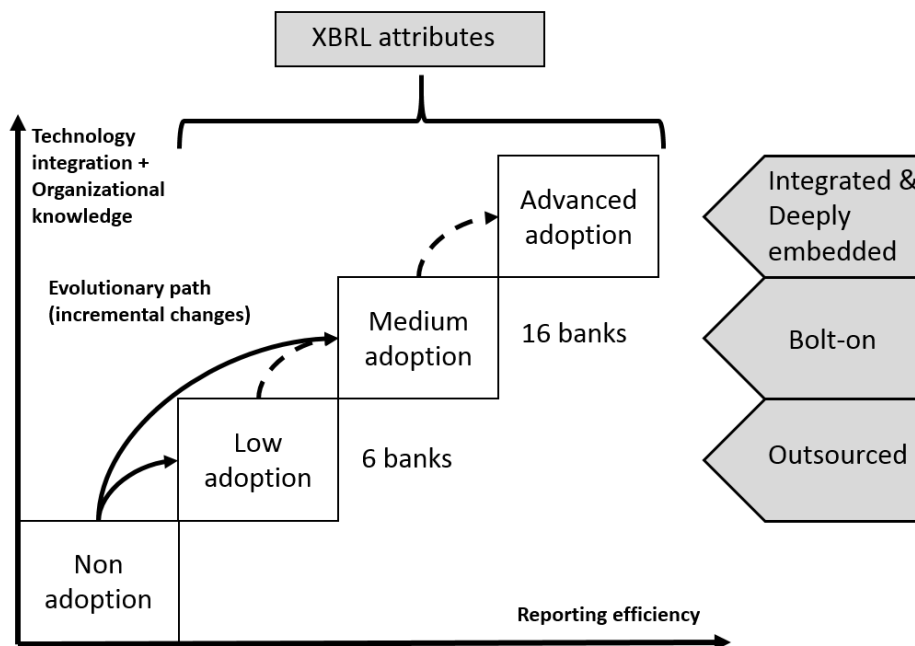 XBRL attributes
Technology
integration +
Organizational
knowledge
Advanced
adoption
Integrated &
Deeply
embedded
Evolutionary path
(incremental changes)
Medium
adoption
16 banks
Bolt-on
Low
adoption
6 banks
Outsourced
Non
adoption
Reporting efficiency